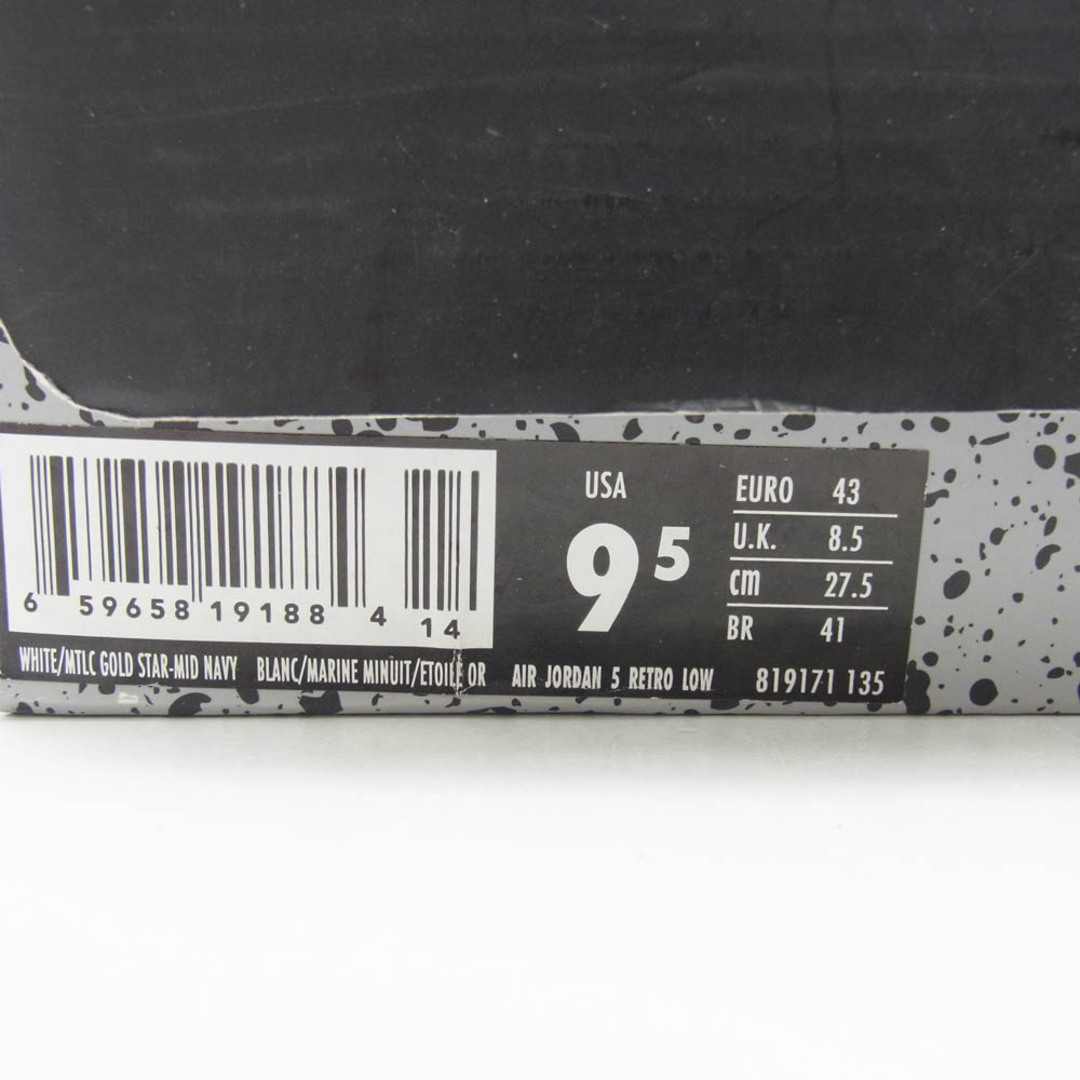 6 59658 19188 4 14
USA
9 5
EURO 43
U.K. 8.5
cm 27.5
BR 41
WHITE/MTLC GOLD STAR-MID NAVY BLANC/MARINE MINUIT/ETOILE OR AIR JORDAN 5 RETRO LOW 819171 135